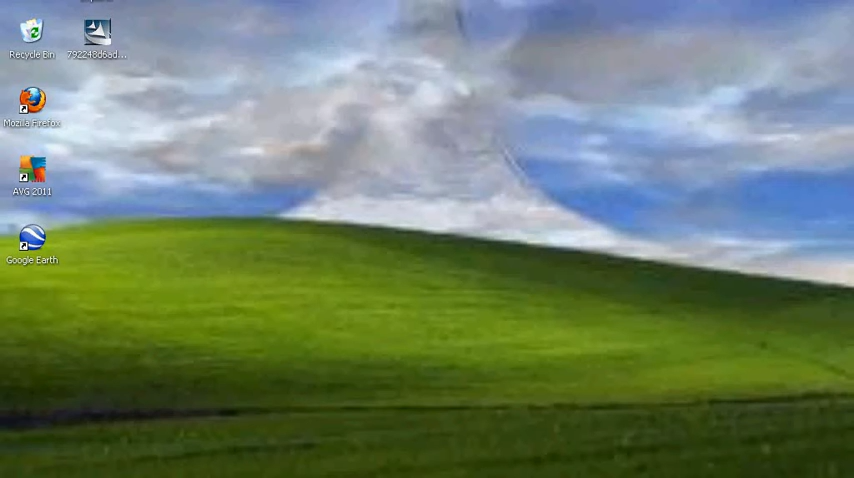 Recycle Bin
792248d6ad...
Mozilla Firefox
AVG 2011
Google Earth